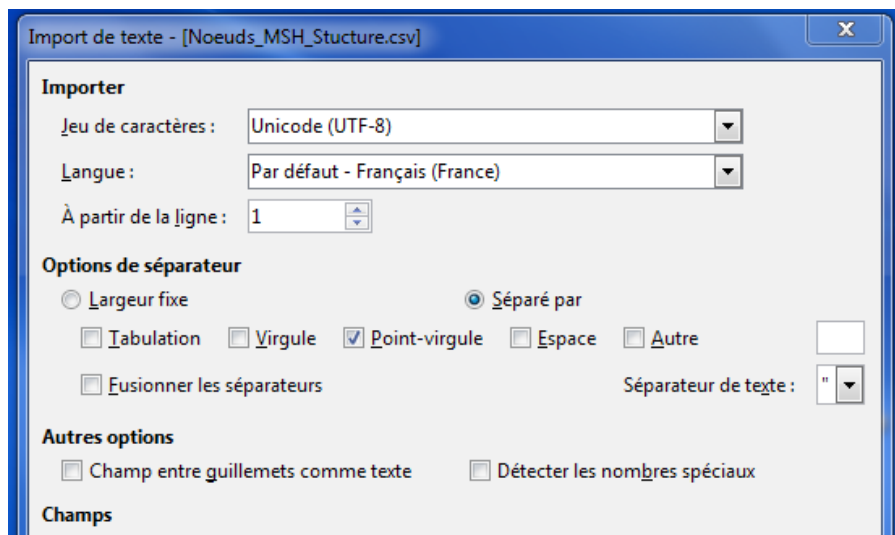 Import de texte - [Noeuds_MSH_Stucture.csv]
Importer
Jeu de caractères : Unicode (UTF-8)
Langue : Par défaut - Français (France)
À partir de la ligne : 1
Options de séparateur
Largeur fixe Séparé par
Tabulation Virgule Point-virgule Espace Autre
Fusionner les séparateurs Séparateur de texte : "
Autres options
Champ entre guillemets comme texte Détecter les nombres spéciaux
Champs